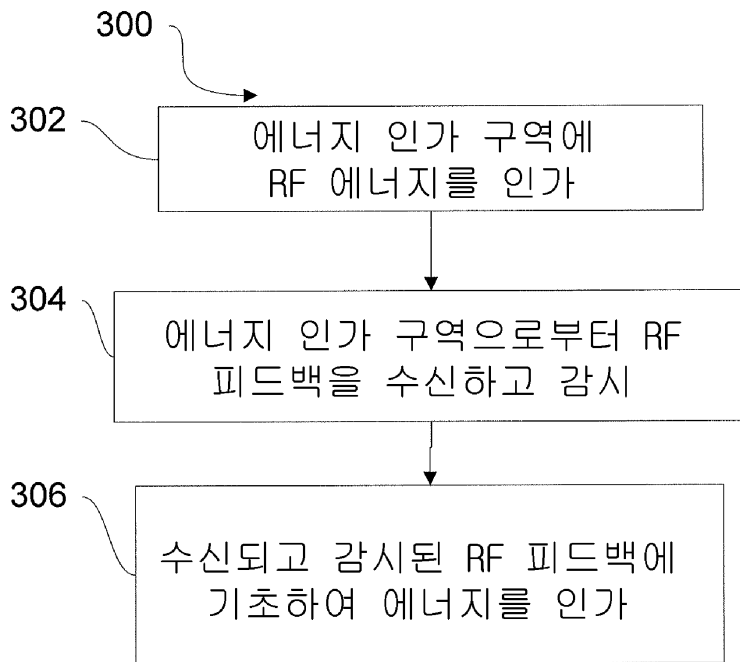 300
302
에너지 인가 구역에
RF 에너지를 인가
304
에너지 인가 구역으로부터 RF
피드백을 수신하고 감시
306
수신되고 감시된 RF 피드백에
기초하여 에너지를 인가